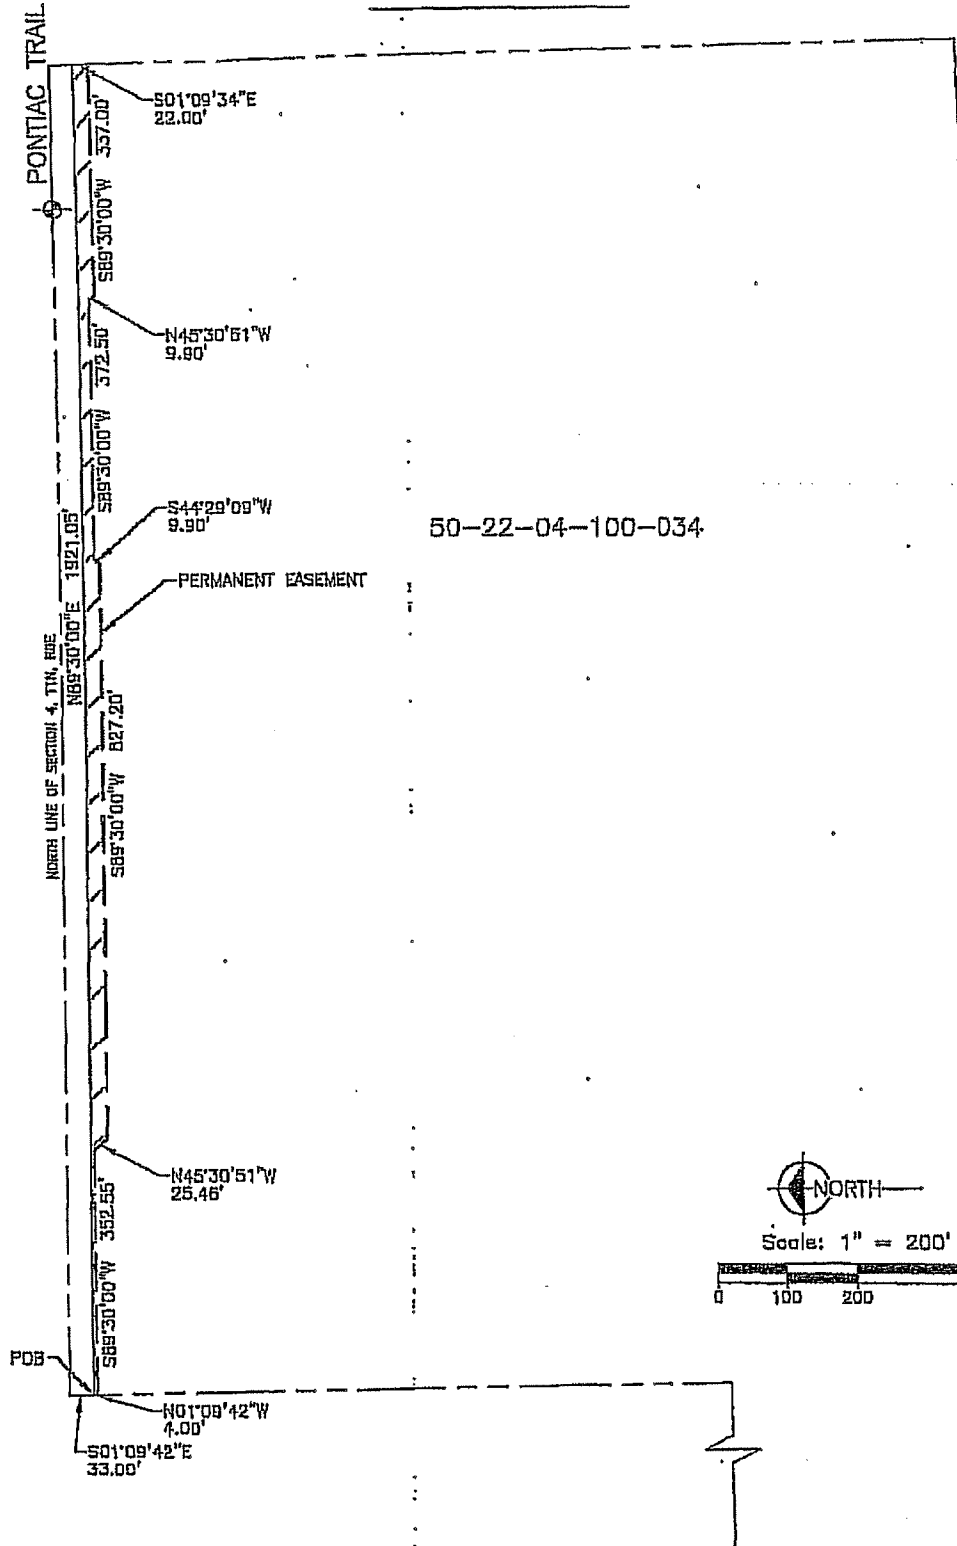 PONTIAC TRAIL
S01°09'34"E
22.00'
S89°30'00"W 337.00'
N45°30'51"W
9.90'
S89°30'00"W 372.50'
S44°29'09"W
9.90'
50-22-04-100-034
PERMANENT EASEMENT
N89°30'00"E 1921.05'
NORTH LINE OF SECTION 4, T1N, R8E
S89°30'00"W 827.20'
N45°30'51"W
25.46'
S89°30'00"W 352.55'
NORTH
Scale: 1" = 200'
0 100 200
POB
N01°09'42"W
4.00'
S01°09'42"E
33.00'